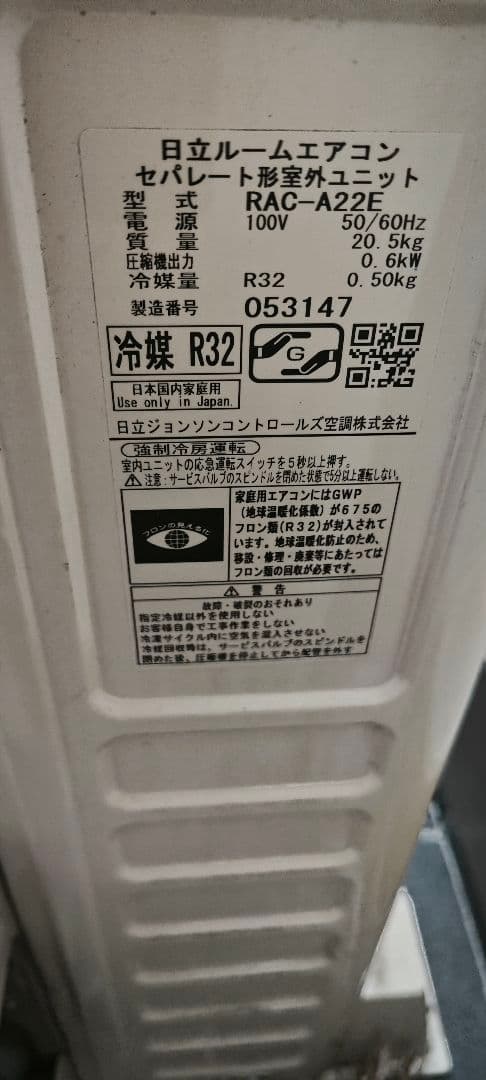 日立ルームエアコン
セパレート形室外ユニット
型 式 RAC-A22E
電 源 100V 50/60Hz
質 量 20.5kg
圧縮機出力 0.6kW
冷媒量 R32 0.50kg
製造番号 053147
冷媒 R32
G
日本国内家庭用
Use only in Japan.
日立ジョンソンコントロールズ空調株式会社
強制冷房運転
室内ユニットの応急運転スイッチを5秒以上押す。
⚠注意:サービスバルブのスピンドルを閉めた状態で5分以上運転しない。
フロンの見える化
家庭用エアコンにはGWP
(地球温暖化係数)が675の
フロン類(R32)が封入されて
います。地球温暖化防止のため、
移設・修理・廃棄等にあたっては
フロン類の回収が必要です。
⚠ 警 告
故障・破裂のおそれあり
指定冷媒以外を使用しない
お客様自身で工事作業をしない
冷凍サイクル内に空気を混入させない
冷媒回収時は、サービスバルブのスピンドルを
閉めた後、圧縮機を停止してから配管を外す